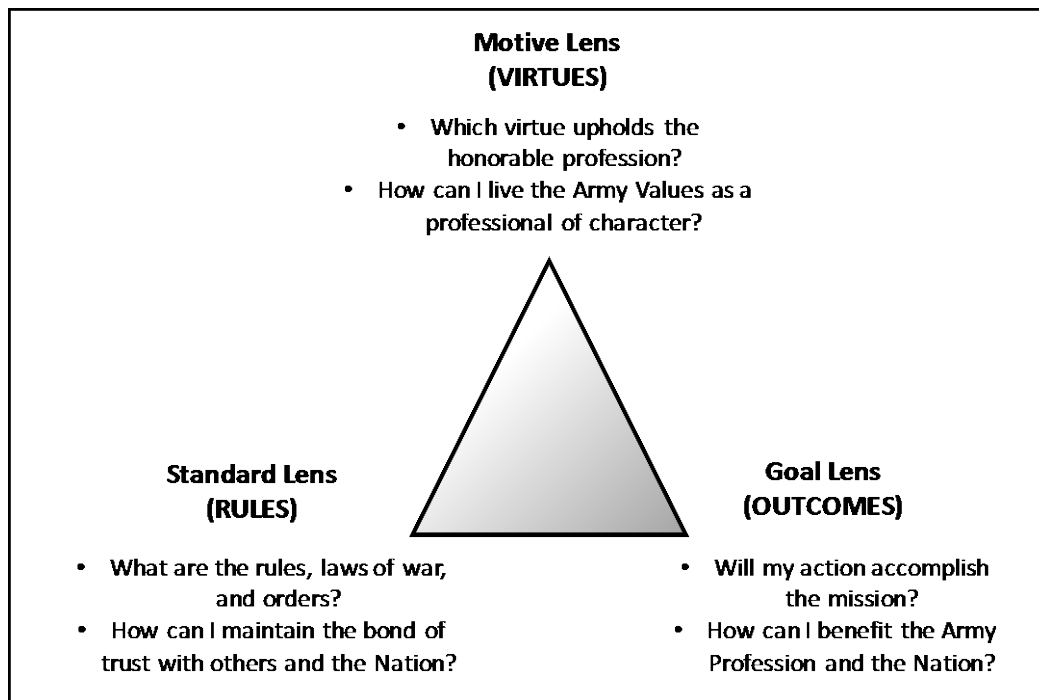 Motive Lens
(VIRTUES)
• Which virtue upholds the
honorable profession?
• How can I live the Army Values as a
professional of character?
Standard Lens
(RULES)
• What are the rules, laws of war,
and orders?
• How can I maintain the bond of
trust with others and the Nation?
Goal Lens
(OUTCOMES)
• Will my action accomplish
the mission?
• How can I benefit the Army
Profession and the Nation?